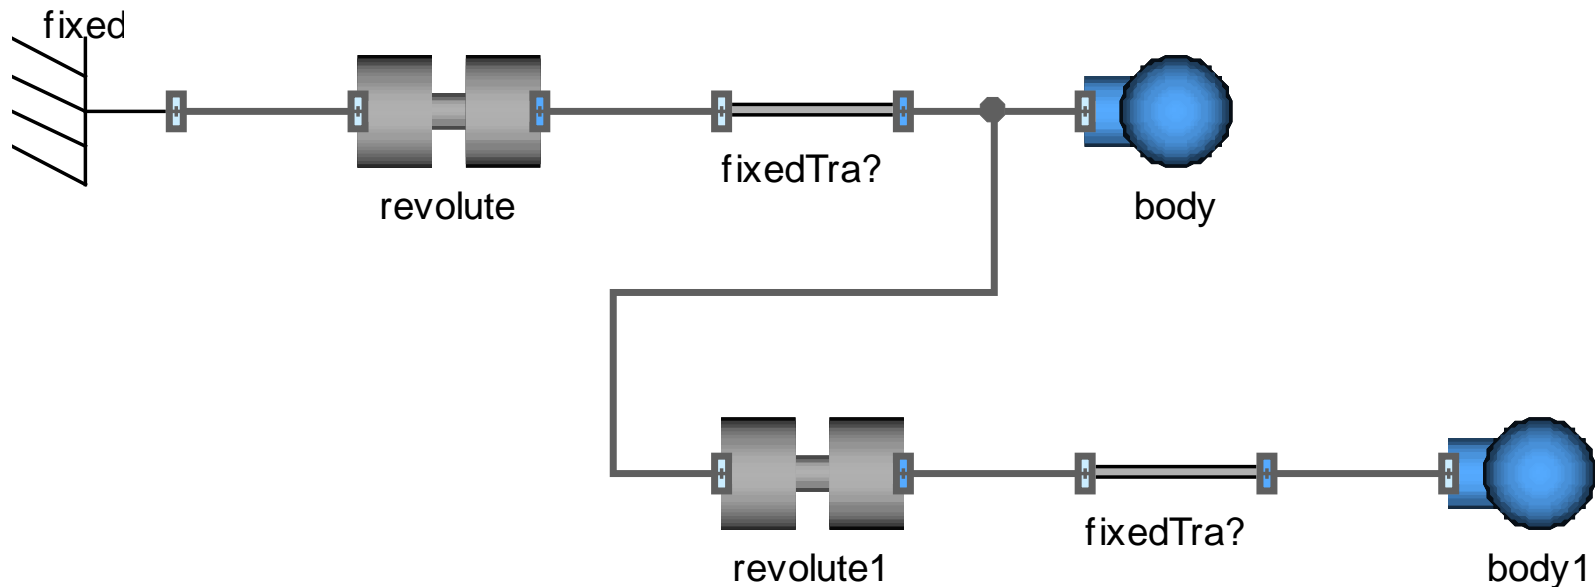 fixed
fixedTra?
revolute
body
fixedTra?
revolute1
body1